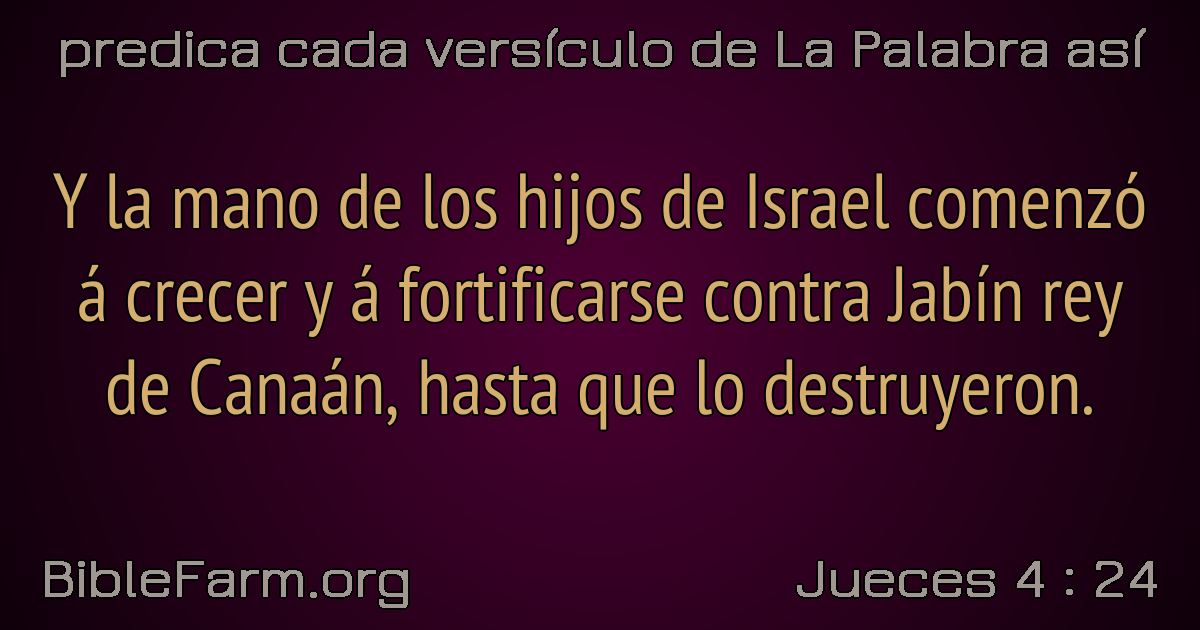 predica cada versículo de La Palabra así
Y la mano de los hijos de Israel comenzó
á crecer y á fortificarse contra Jabín rey
de Canaán, hasta que lo destruyeron.
BibleFarm.org
Jueces 4 : 24